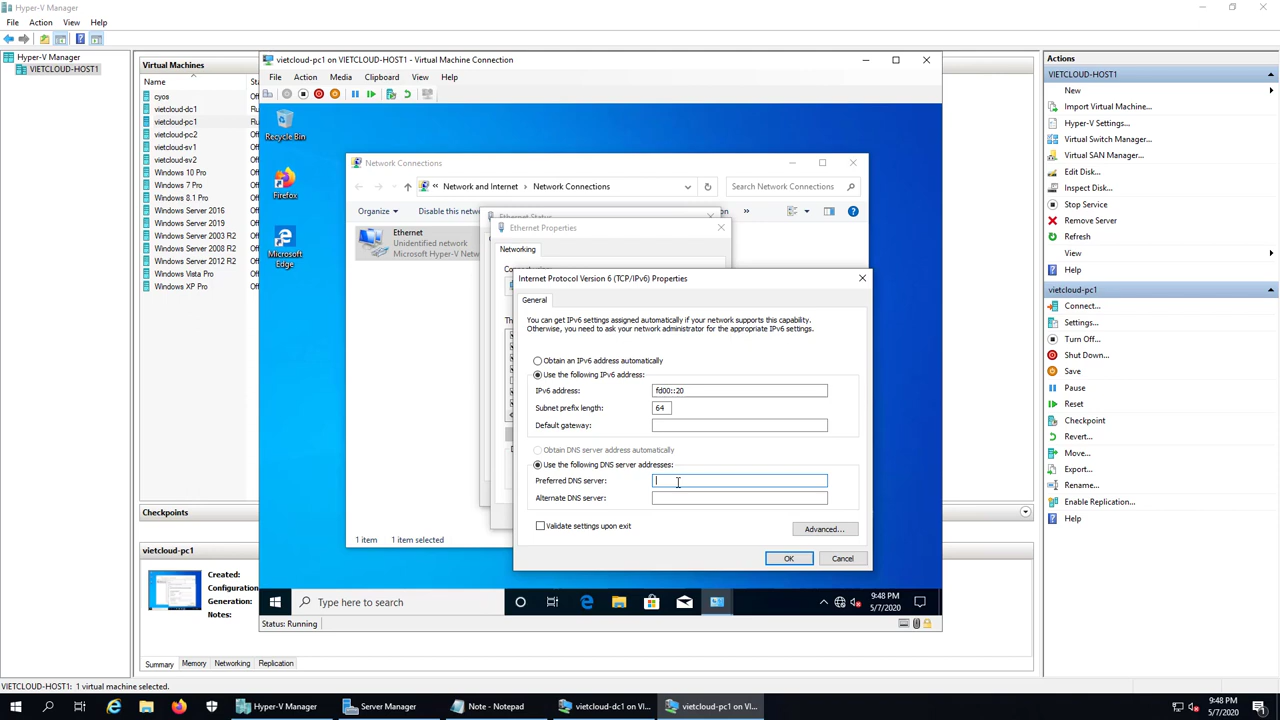 Hyper-V Manager
File Action View Help
Hyper-V Manager
VIETCLOUD-HOST1
Virtual Machines
Name
cyos
vietcloud-dc1
vietcloud-pc1
vietcloud-pc2
vietcloud-sv1
vietcloud-sv2
Windows 10 Pro
Windows 7 Pro
Windows 8.1 Pro
Windows Server 2016
Windows Server 2019
Windows Server 2003 R2
Windows Server 2008 R2
Windows Server 2012 R2
Windows Vista Pro
Windows XP Pro
Checkpoints
vietcloud-pc1
Created:
Configuration
Generation:
Notes:
Summary Memory Networking Replication
VIETCLOUD-HOST1: 1 virtual machine selected.
vietcloud-pc1 on VIETCLOUD-HOST1 - Virtual Machine Connection
File Action Media Clipboard View Help
Recycle Bin
Firefox
Microsoft
Edge
Network Connections
« Network and Internet > Network Connections
Search Network Connections
Organize Disable this netw
»
Ethernet
Unidentified network
Microsoft Hyper-V Netw
1 item 1 item selected
Ethernet Status
Ethernet Properties
Networking
Internet Protocol Version 6 (TCP/IPv6) Properties
General
You can get IPv6 settings assigned automatically if your network supports this capability.
Otherwise, you need to ask your network administrator for the appropriate IPv6 settings.
Obtain an IPv6 address automatically
Use the following IPv6 address:
IPv6 address: fd00::20
Subnet prefix length: 64
Default gateway:
Obtain DNS server address automatically
Use the following DNS server addresses:
Preferred DNS server:
Alternate DNS server:
Validate settings upon exit
Advanced...
OK Cancel
Type here to search
9:48 PM
5/7/2020
Status: Running
Actions
VIETCLOUD-HOST1
New
Import Virtual Machine...
Hyper-V Settings...
Virtual Switch Manager...
Virtual SAN Manager...
Edit Disk...
Inspect Disk...
Stop Service
Remove Server
Refresh
View
Help
vietcloud-pc1
Connect...
Settings...
Turn Off...
Shut Down...
Save
Pause
Reset
Checkpoint
Revert...
Move...
Export...
Rename...
Enable Replication...
Help
Hyper-V Manager
Server Manager
Note - Notepad
vietcloud-dc1 on VI...
vietcloud-pc1 on VI...
9:48 PM
5/7/2020